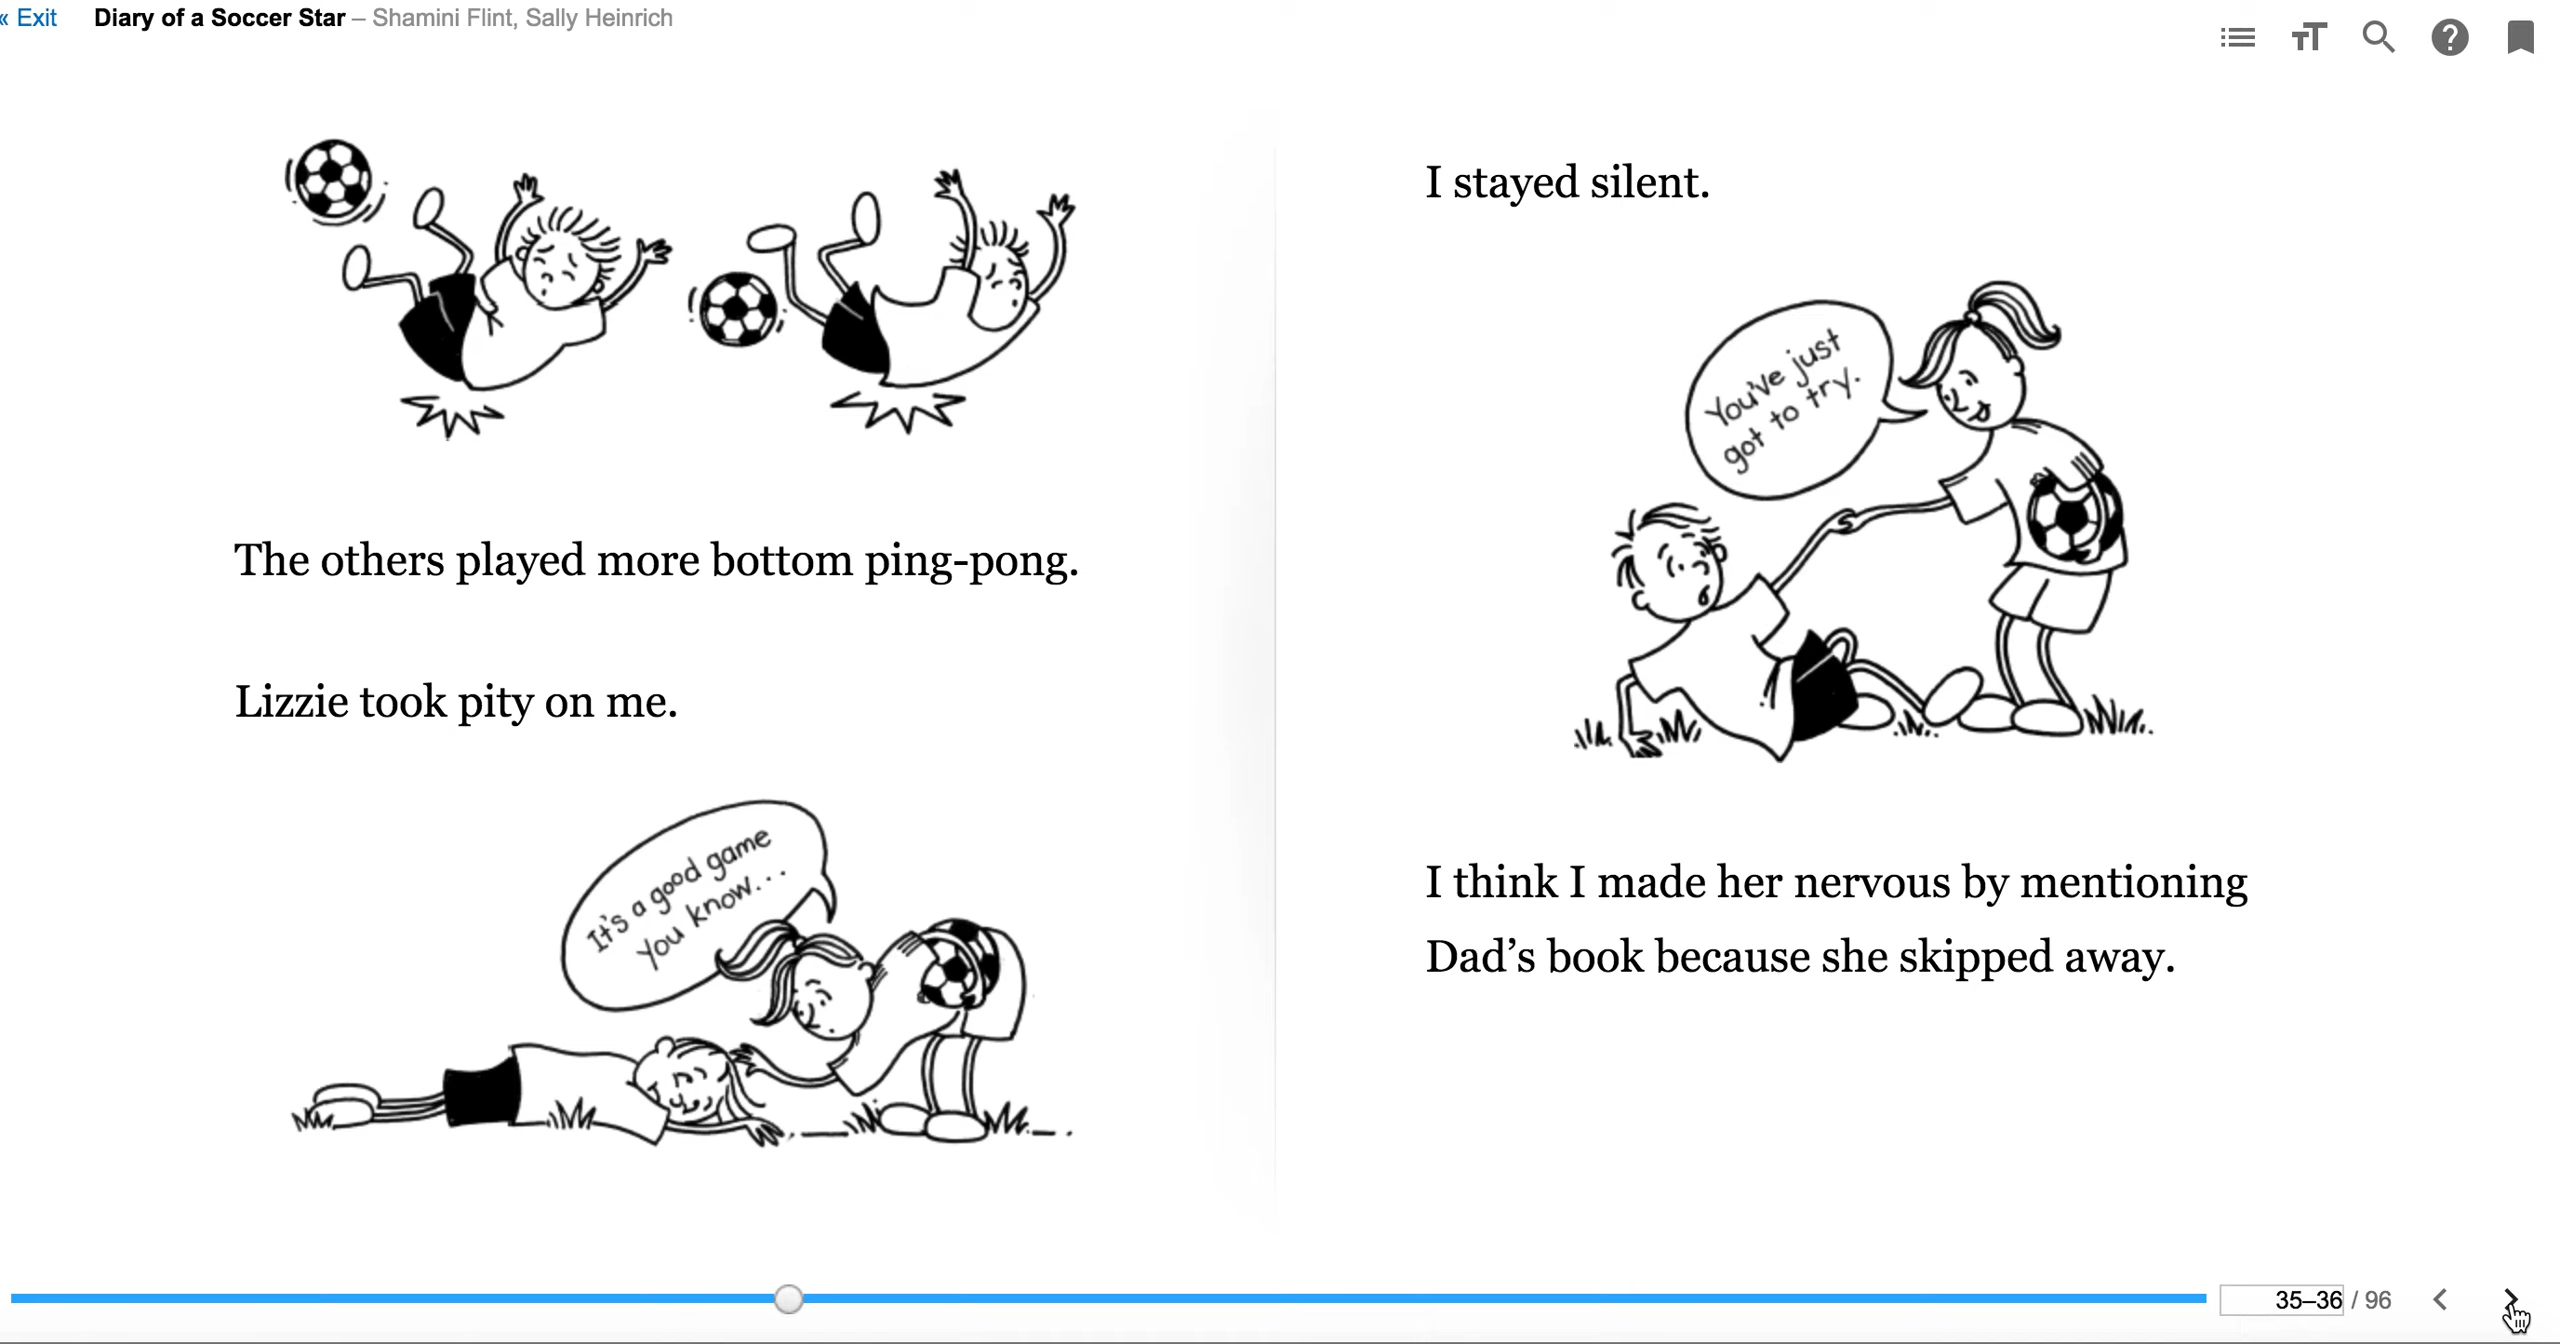 « Exit Diary of a Soccer Star – Shamini Flint, Sally Heinrich
The others played more bottom ping-pong.
Lizzie took pity on me.
It's a good game
You know...
I stayed silent.
You've just
got to try.
I think I made her nervous by mentioning
Dad’s book because she skipped away.
35–36 / 96